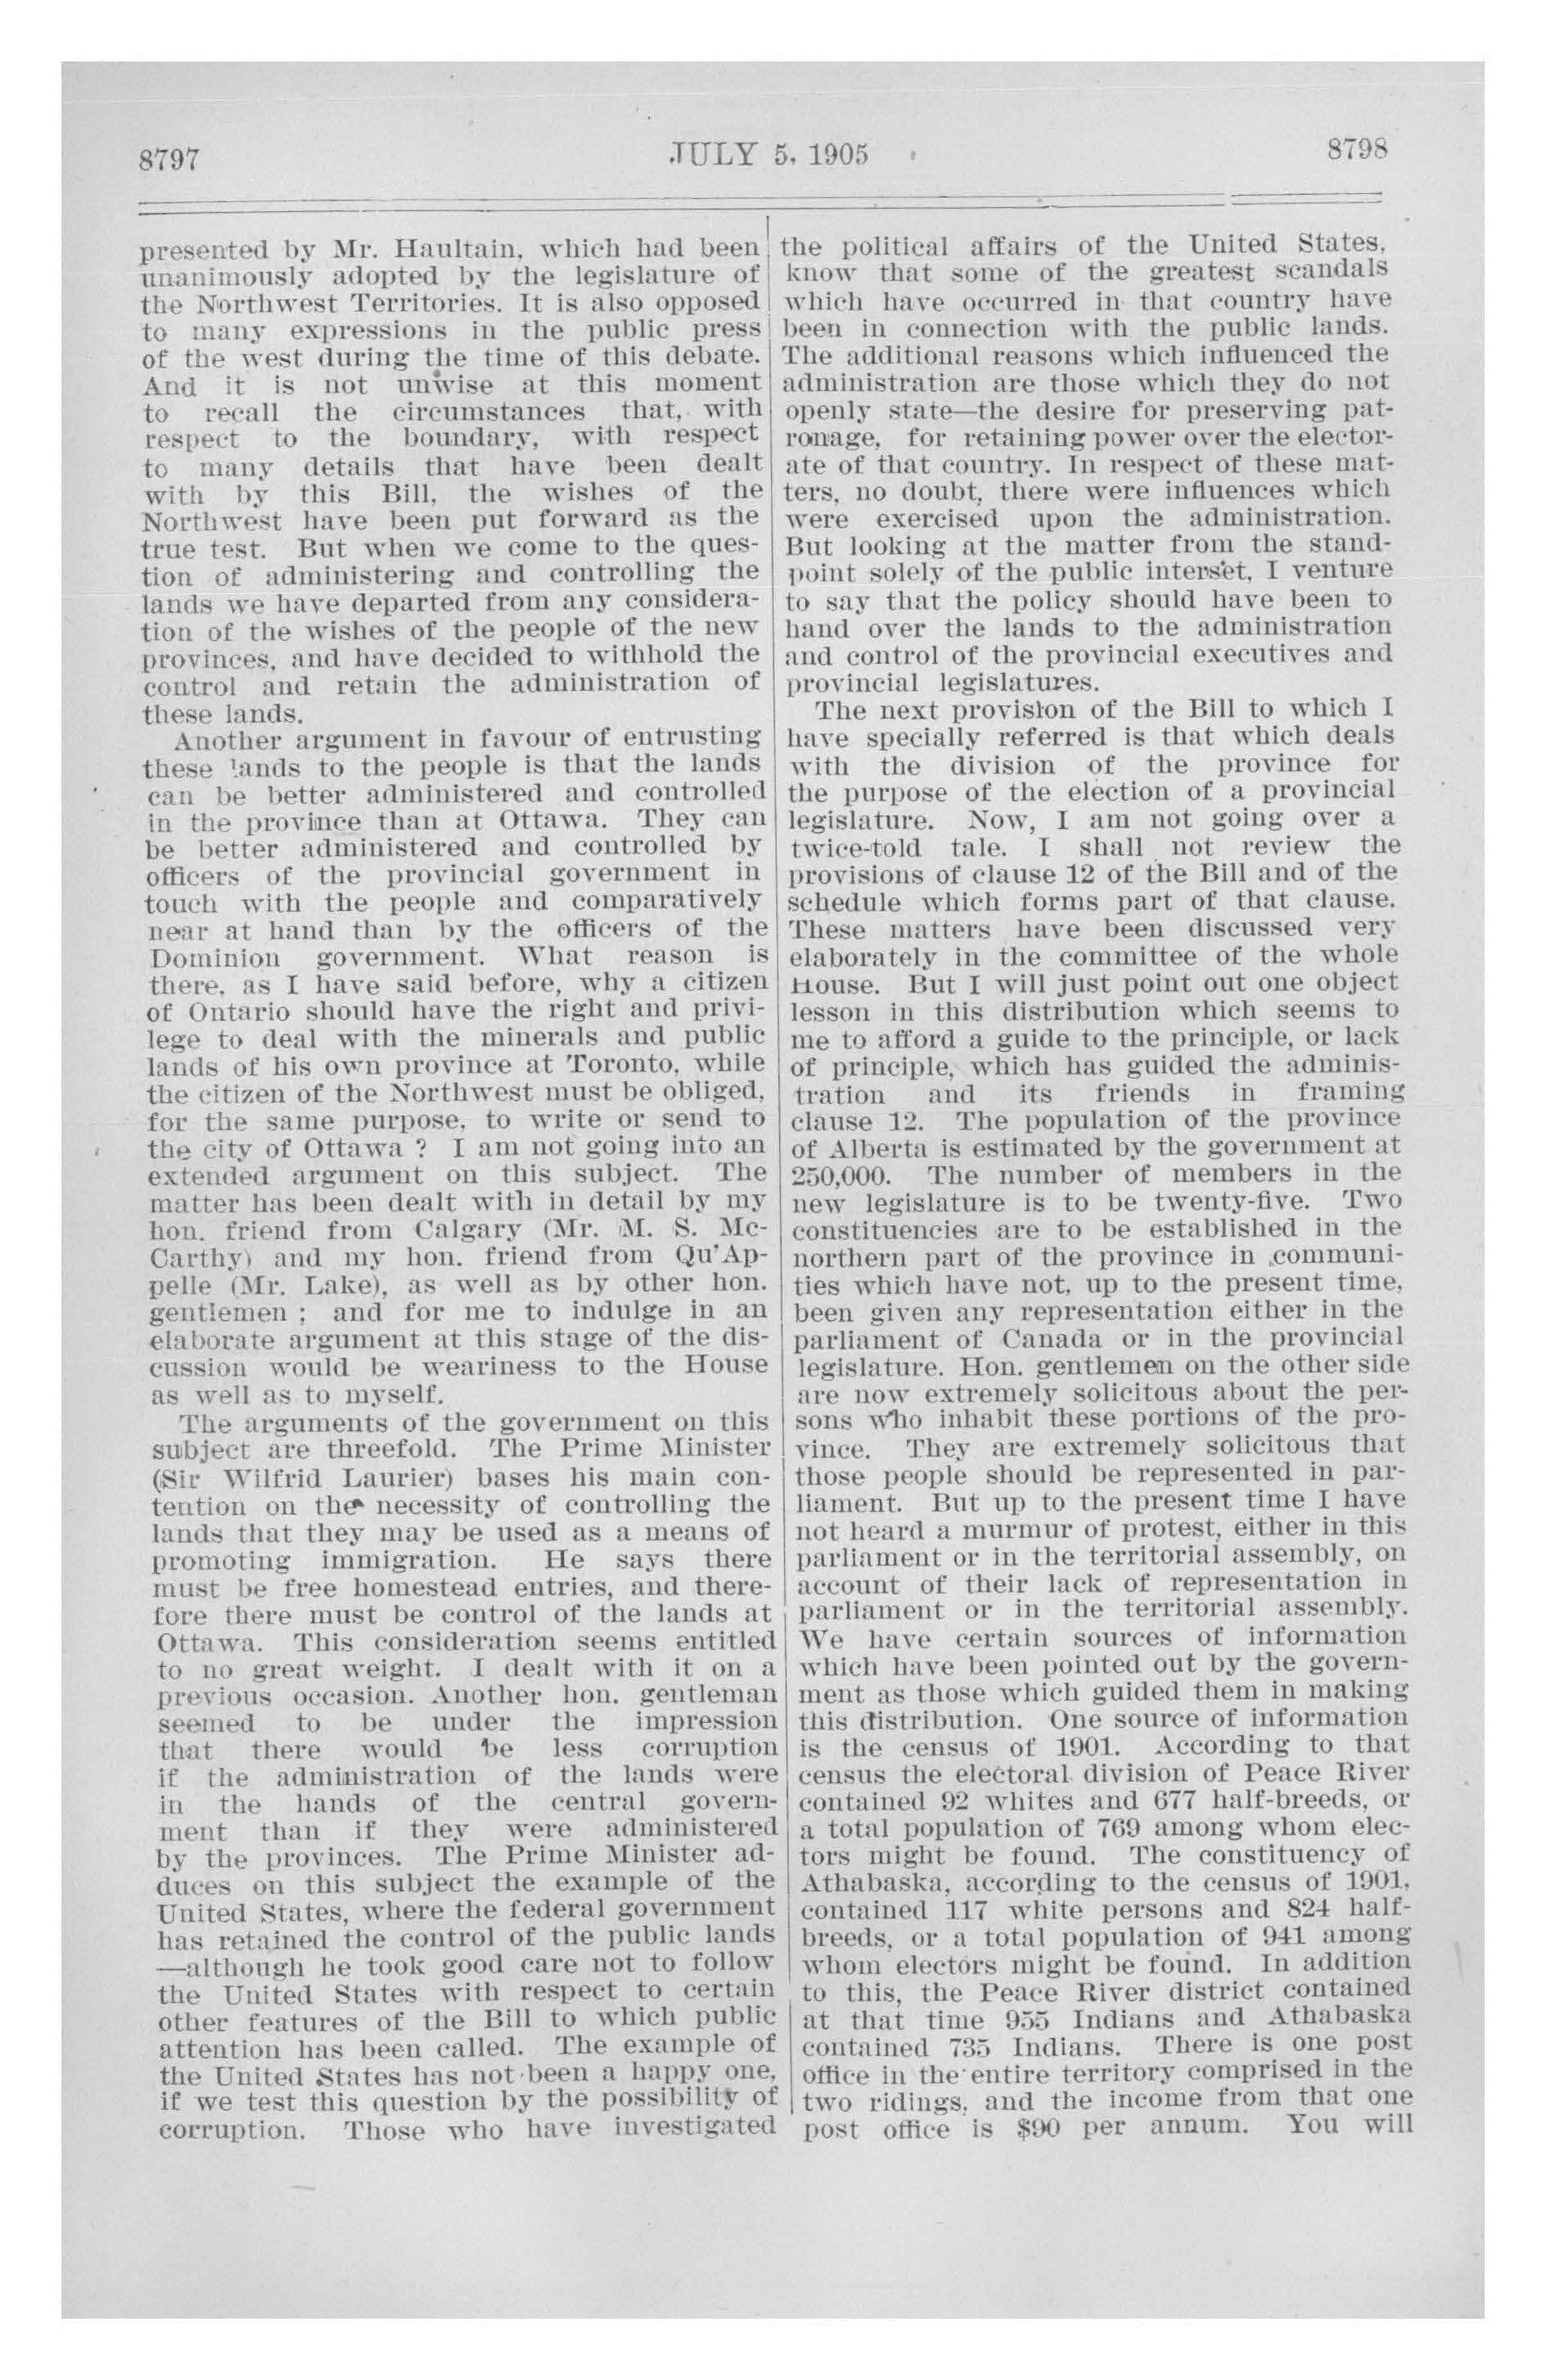 8797
JULY 5, 1905
8798
presented by Mr. Haultain, which had been
unanimously adopted by the legislature of
the Northwest Territories. It is also opposed
to many expressions in the public press
of the west during the time of this debate.
And it is not unwise at this moment
to recall the circumstances that, with
respect to the boundary, with respect
to many details that have been dealt
with by this Bill, the wishes of the
Northwest have been put forward as the
true test. But when we come to the ques-
tion of administering and controlling the
lands we have departed from any considera-
tion of the wishes of the people of the new
provinces, and have decided to withhold the
control and retain the administration of
these lands.
Another argument in favour of entrusting
these lands to the people is that the lands
can be better administered and controlled
in the province than at Ottawa. They can
be better administered and controlled by
officers of the provincial government in
touch with the people and comparatively
near at hand than by the officers of the
Dominion government. What reason is
there, as I have said before, why a citizen
of Ontario should have the right and privi-
lege to deal with the minerals and public
lands of his own province at Toronto, while
the citizen of the Northwest must be obliged,
for the same purpose, to write or send to
the city of Ottawa ? I am not going into an
extended argument on this subject. The
matter has been dealt with in detail by my
hon. friend from Calgary (Mr. M. S. Mc-
Carthy) and my hon. friend from Qu'Ap-
pelle (Mr. Lake), as well as by other hon.
gentlemen ; and for me to indulge in an
elaborate argument at this stage of the dis-
cussion would be weariness to the House
as well as to myself.
The arguments of the government on this
subject are threefold. The Prime Minister
(Sir Wilfrid Laurier) bases his main con-
tention on the necessity of controlling the
lands that they may be used as a means of
promoting immigration. He says there
must be free homestead entries, and there-
fore there must be control of the lands at
Ottawa. This consideration seems entitled
to no great weight. I dealt with it on a
previous occasion. Another hon. gentleman
seemed to be under the impression
that there would be less corruption
if the administration of the lands were
in the hands of the central govern-
ment than if they were administered
by the provinces. The Prime Minister ad-
duces on this subject the example of the
United States, where the federal government
has retained the control of the public lands
—although he took good care not to follow
the United States with respect to certain
other features of the Bill to which public
attention has been called. The example of
the United States has not been a happy one,
if we test this question by the possibility of
corruption. Those who have investigated
the political affairs of the United States,
know that some of the greatest scandals
which have occurred in that country have
been in connection with the public lands.
The additional reasons which influenced the
administration are those which they do not
openly state—the desire for preserving pat-
ronage, for retaining power over the elector-
ate of that country. In respect of these mat-
ters, no doubt, there were influences which
were exercised upon the administration.
But looking at the matter from the stand-
point solely of the public interset, I venture
to say that the policy should have been to
hand over the lands to the administration
and control of the provincial executives and
provincial legislatures.
The next provision of the Bill to which I
have specially referred is that which deals
with the division of the province for
the purpose of the election of a provincial
legislature. Now, I am not going over a
twice-told tale. I shall not review the
provisions of clause 12 of the Bill and of the
schedule which forms part of that clause.
These matters have been discussed very
elaborately in the committee of the whole
House. But I will just point out one object
lesson in this distribution which seems to
me to afford a guide to the principle, or lack
of principle, which has guided the adminis-
tration and its friends in framing
clause 12. The population of the province
of Alberta is estimated by the government at
250,000. The number of members in the
new legislature is to be twenty-five. Two
constituencies are to be established in the
northern part of the province in communi-
ties which have not, up to the present time,
been given any representation either in the
parliament of Canada or in the provincial
legislature. Hon. gentlemen on the other side
are now extremely solicitous about the per-
sons who inhabit these portions of the pro-
vince. They are extremely solicitous that
those people should be represented in par-
liament. But up to the present time I have
not heard a murmur of protest, either in this
parliament or in the territorial assembly, on
account of their lack of representation in
parliament or in the territorial assembly.
We have certain sources of information
which have been pointed out by the govern-
ment as those which guided them in making
this distribution. One source of information
is the census of 1901. According to that
census the electoral division of Peace River
contained 92 whites and 677 half-breeds, or
a total population of 769 among whom elec-
tors might be found. The constituency of
Athabaska, according to the census of 1901,
contained 117 white persons and 824 half-
breeds, or a total population of 941 among
whom electors might be found. In addition
to this, the Peace River district contained
at that time 955 Indians and Athabaska
contained 735 Indians. There is one post
office in the entire territory comprised in the
two ridings, and the income from that one
post office is $90 per annum. You will